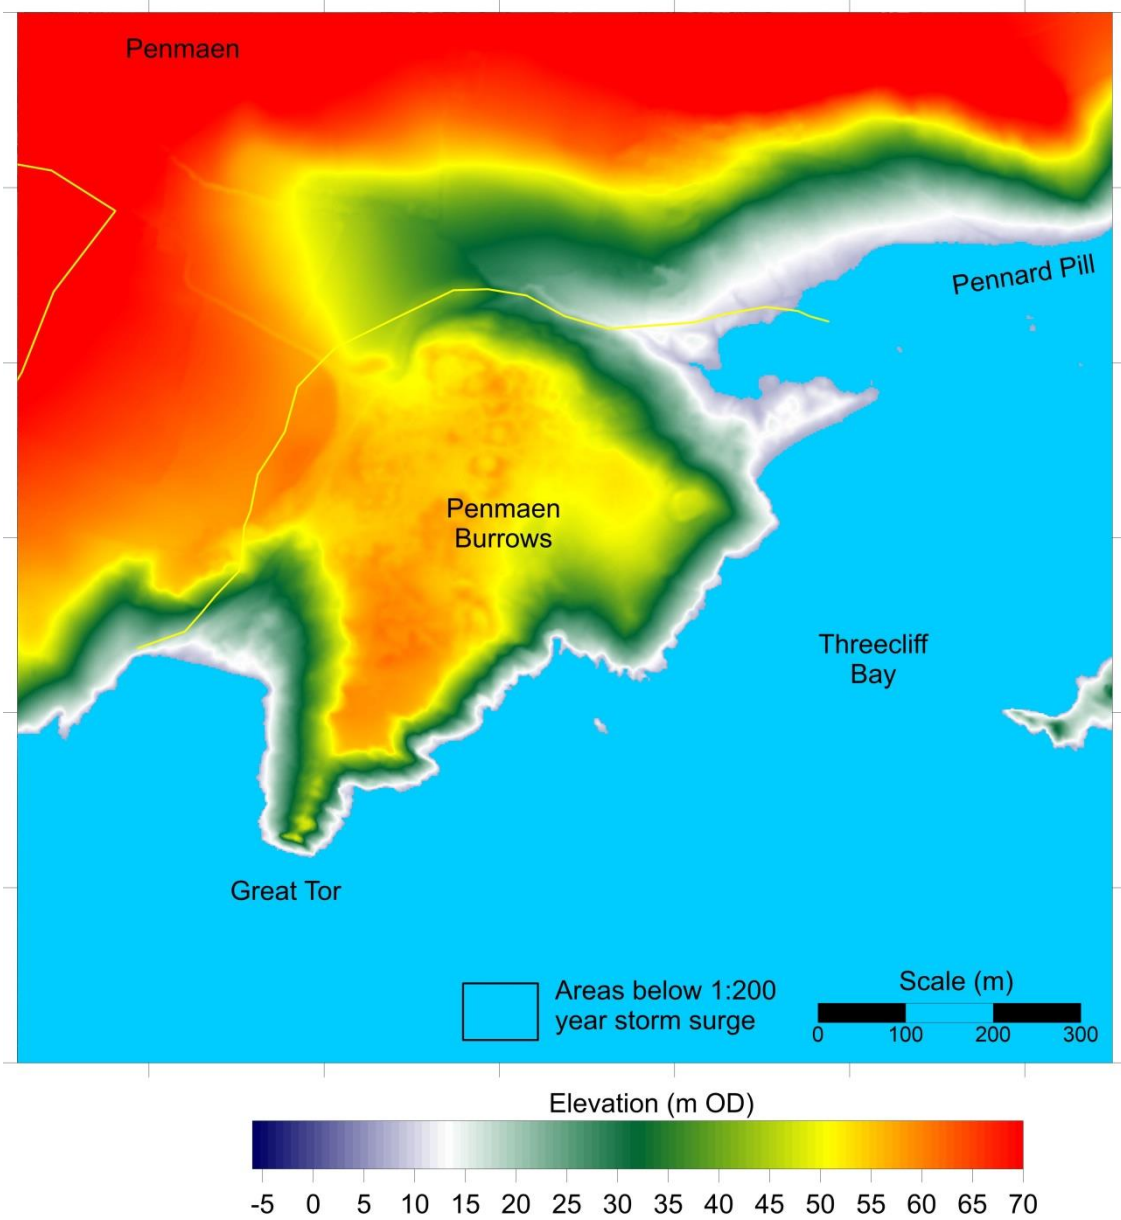 Penmaen
Pennard Pill
Penmaen
Burrows
Threecliff
Bay
Great Tor
Areas below 1:200
year storm surge
Scale (m)
0 100 200 300
Elevation (m OD)
-5 0 5 10 15 20 25 30 35 40 45 50 55 60 65 70